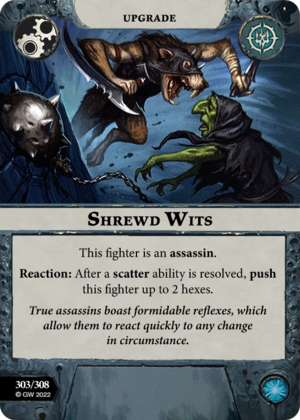 UPGRADE
SHREWD WITS
This fighter is an assassin.
Reaction: After a scatter ability is resolved, push
this fighter up to 2 hexes.
True assassins boast formidable reflexes, which
allow them to react quickly to any change
in circumstance.
303/308
© GW 2022